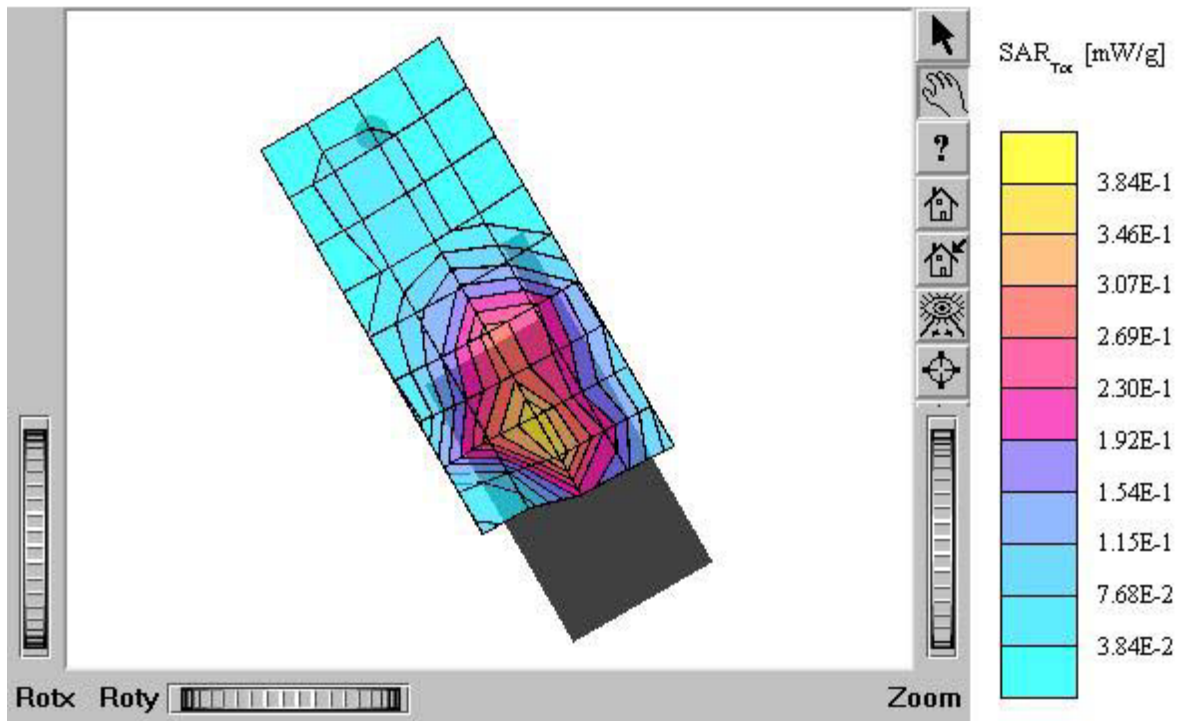 SAR Tot [mW/g]
?
3.84E-1
3.46E-1
3.07E-1
2.69E-1
2.30E-1
1.92E-1
1.54E-1
1.15E-1
7.68E-2
3.84E-2
Rotx Roty Zoom